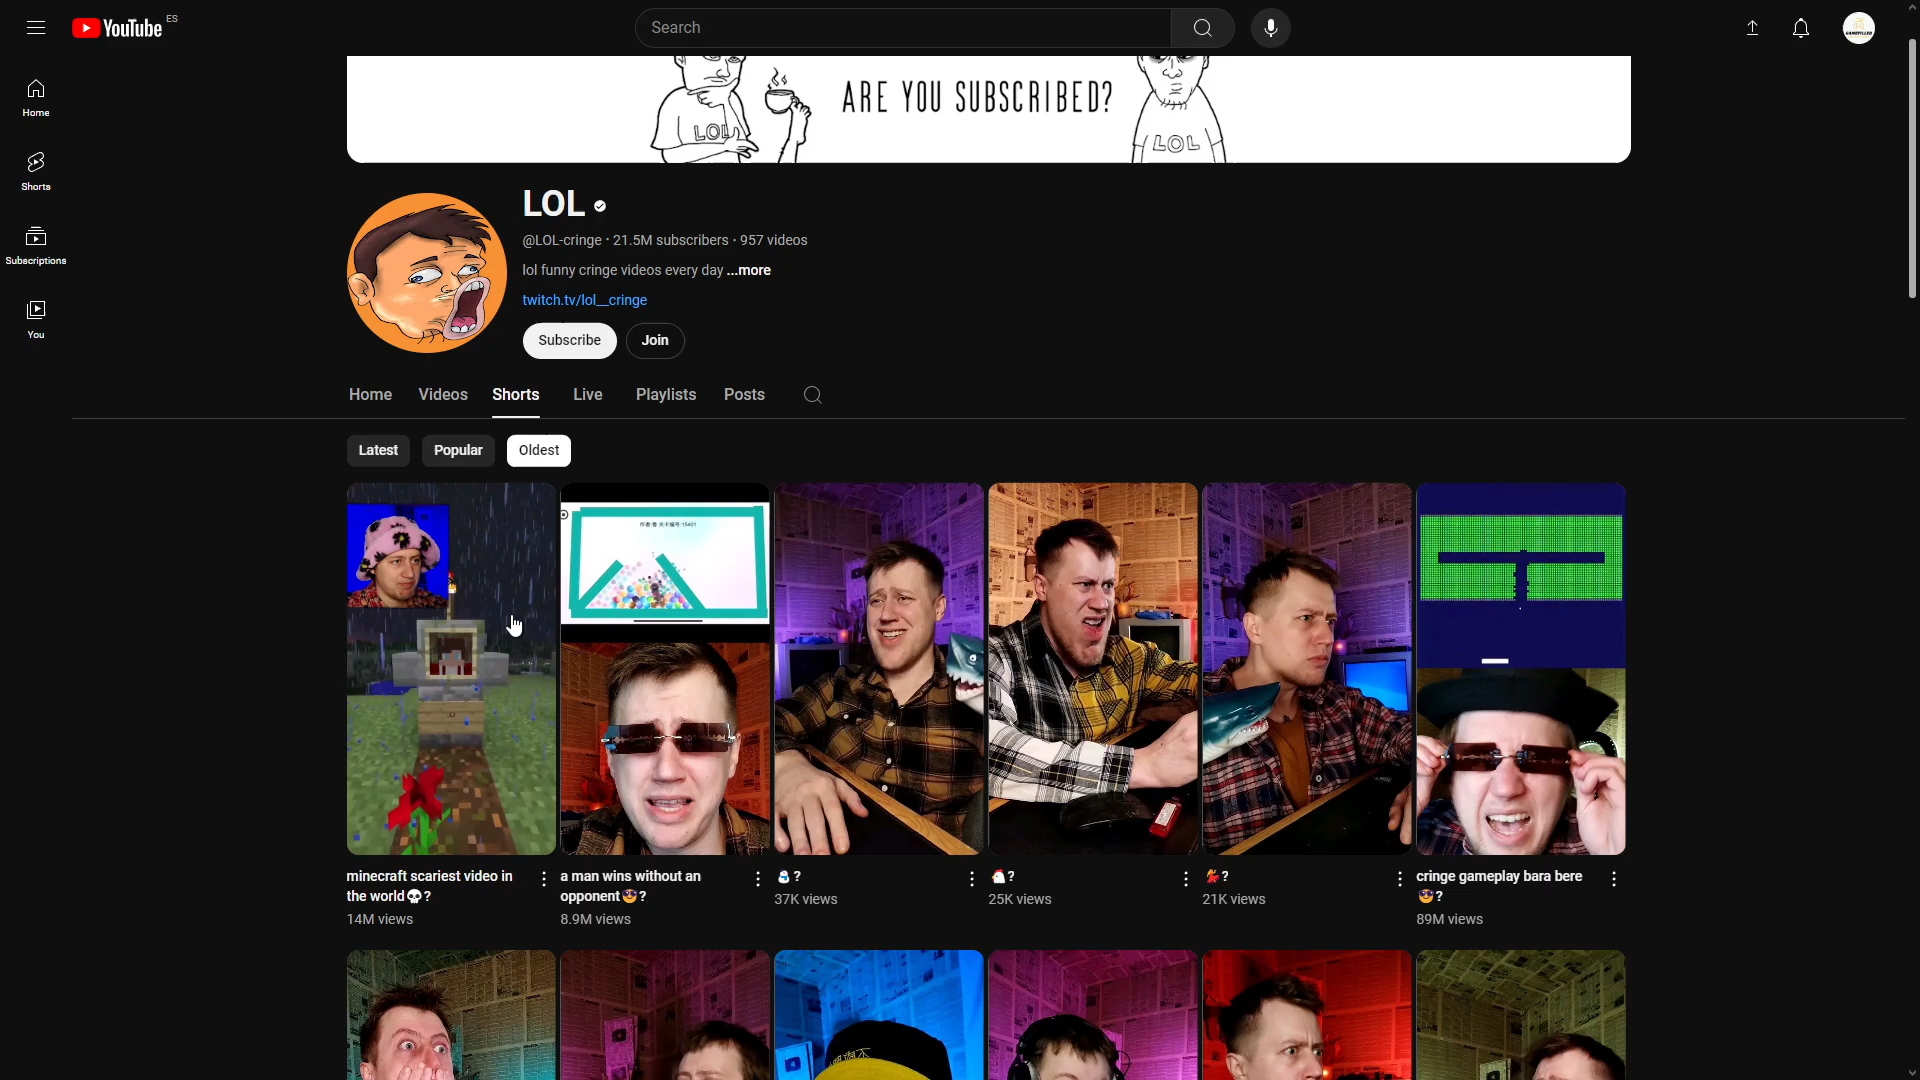 YouTube ES
Search
GAMEFILLED
Home
Shorts
Subscriptions
You
ARE YOU SUBSCRIBED?
LOL
LOL
LOL
@LOL-cringe · 21.5M subscribers · 957 videos
lol funny cringe videos every day ...more
twitch.tv/lol__cringe
Subscribe
Join
Home
Videos
Shorts
Live
Playlists
Posts
Latest
Popular
Oldest
minecraft scariest video in
the world💀?
14M views
a man wins without an
opponent😎?
8.9M views
⛄?
37K views
🐔?
25K views
💃?
21K views
cringe gameplay bara bere
😎?
89M views